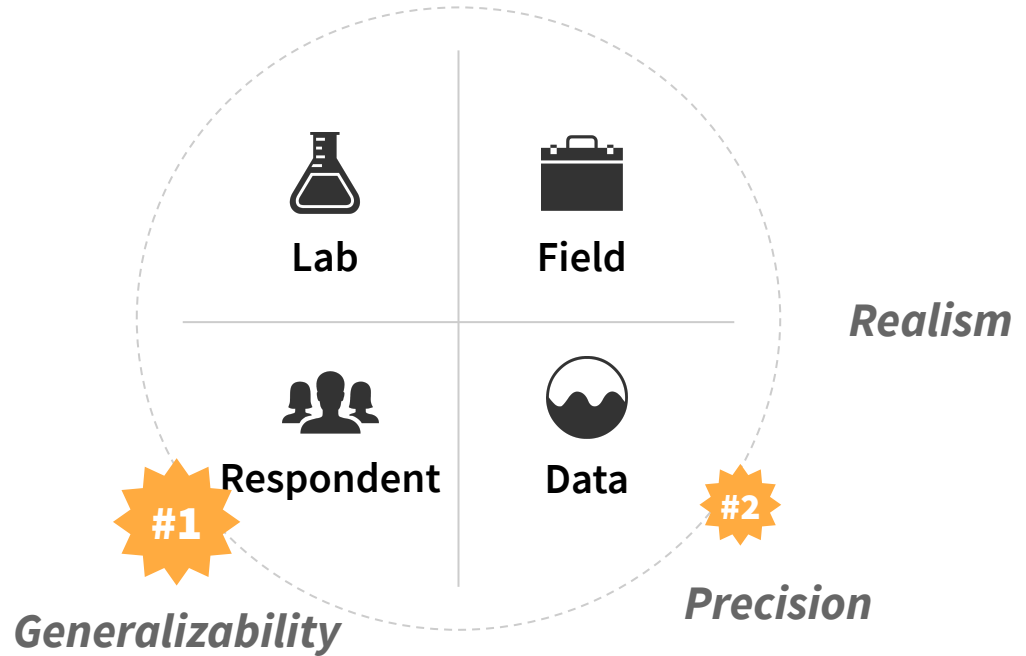 Lab
Field
Realism
Respondent
Data
#1
#2
Precision
Generalizability